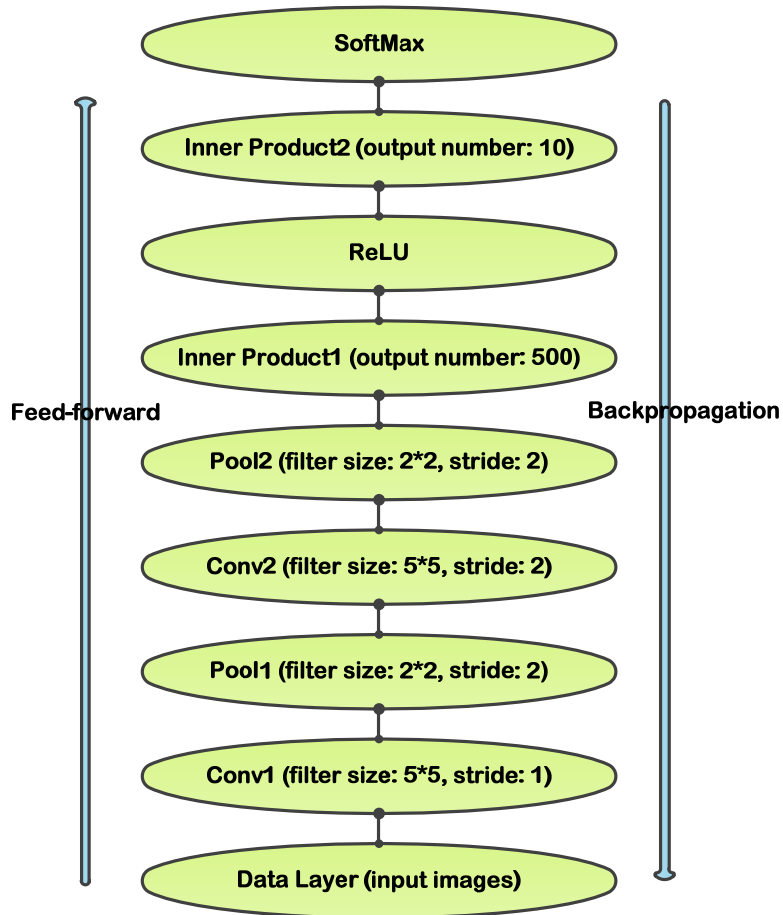 SoftMax
Inner Product2 (output number: 10)
ReLU
Inner Product1 (output number: 500)
Feed-forward
Backpropagation
Pool2 (filter size: 2*2, stride: 2)
Conv2 (filter size: 5*5, stride: 2)
Pool1 (filter size: 2*2, stride: 2)
Conv1 (filter size: 5*5, stride: 1)
Data Layer (input images)